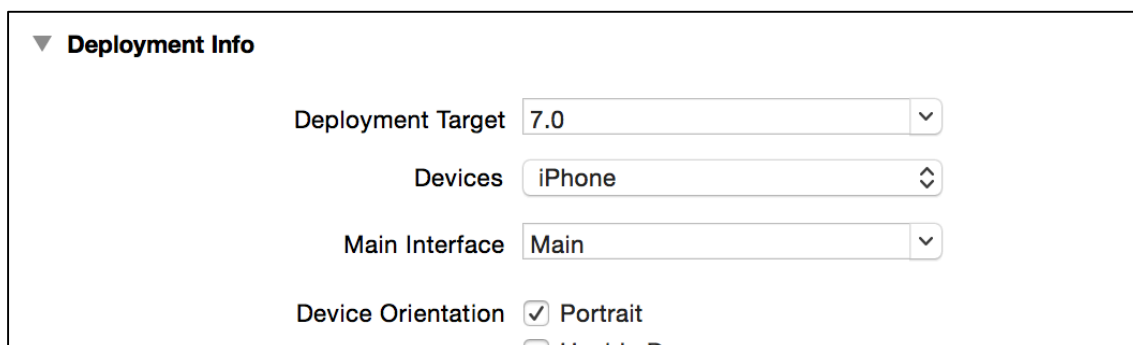 Deployment Info
Deployment Target 7.0
Devices iPhone
Main Interface Main
Device Orientation Portrait